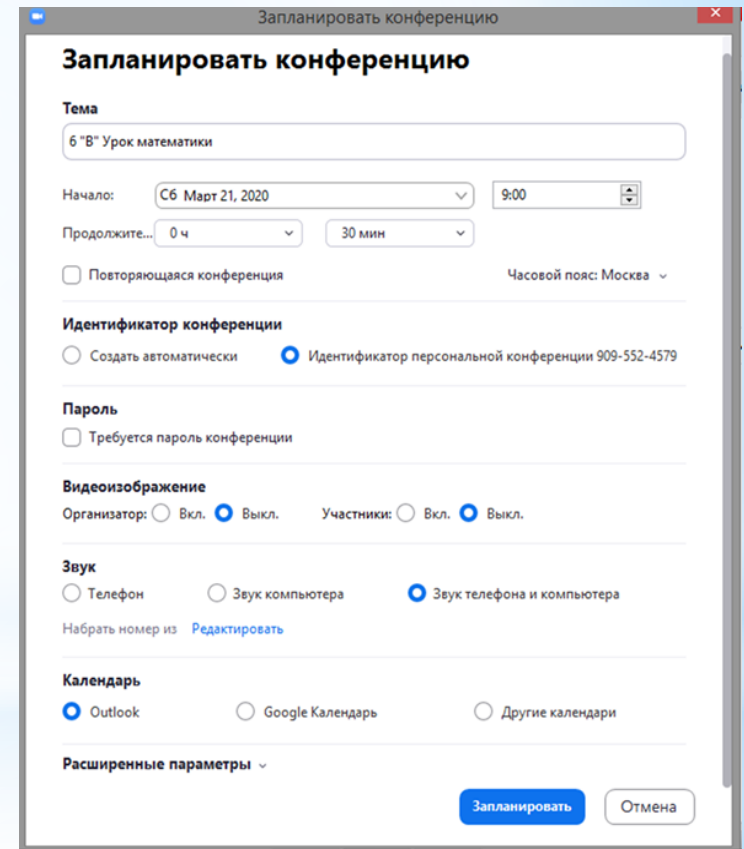 Запланировать конференцию
Запланировать конференцию
Тема
6 "В" Урок математики
Начало: Сб Март 21, 2020 9:00
Продолжите... 0 ч 30 мин
Повторяющаяся конференция Часовой пояс: Москва
Идентификатор конференции
Создать автоматически Идентификатор персональной конференции 909-552-4579
Пароль
Требуется пароль конференции
Видеоизображение
Организатор: Вкл. Выкл. Участники: Вкл. Выкл.
Звук
Телефон Звук компьютера Звук телефона и компьютера
Набрать номер из Редактировать
Календарь
Outlook Google Календарь Другие календари
Расширенные параметры
Запланировать Отмена